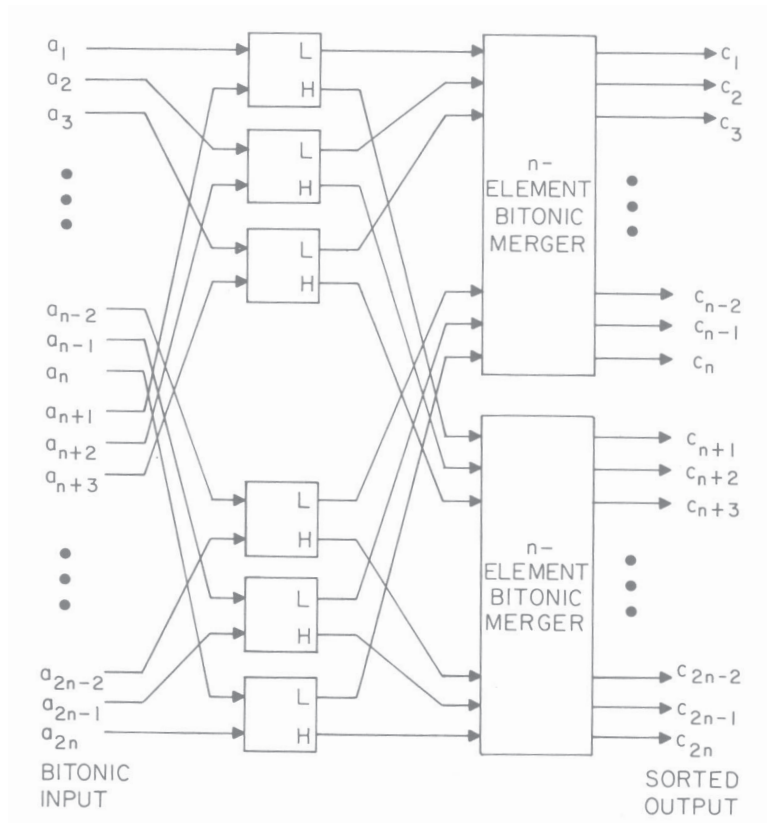 a₁
a₂
a₃
aₙ₋₂
aₙ₋₁
aₙ
aₙ₊₁
aₙ₊₂
aₙ₊₃
a₂ₙ₋₂
a₂ₙ₋₁
a₂ₙ
BITONIC
INPUT
L
H
L
H
L
H
L
H
L
H
L
H
n-
ELEMENT
BITONIC
MERGER
n-
ELEMENT
BITONIC
MERGER
c₁
c₂
c₃
cₙ₋₂
cₙ₋₁
cₙ
cₙ₊₁
cₙ₊₂
cₙ₊₃
c₂ₙ₋₂
c₂ₙ₋₁
c₂ₙ
SORTED
OUTPUT